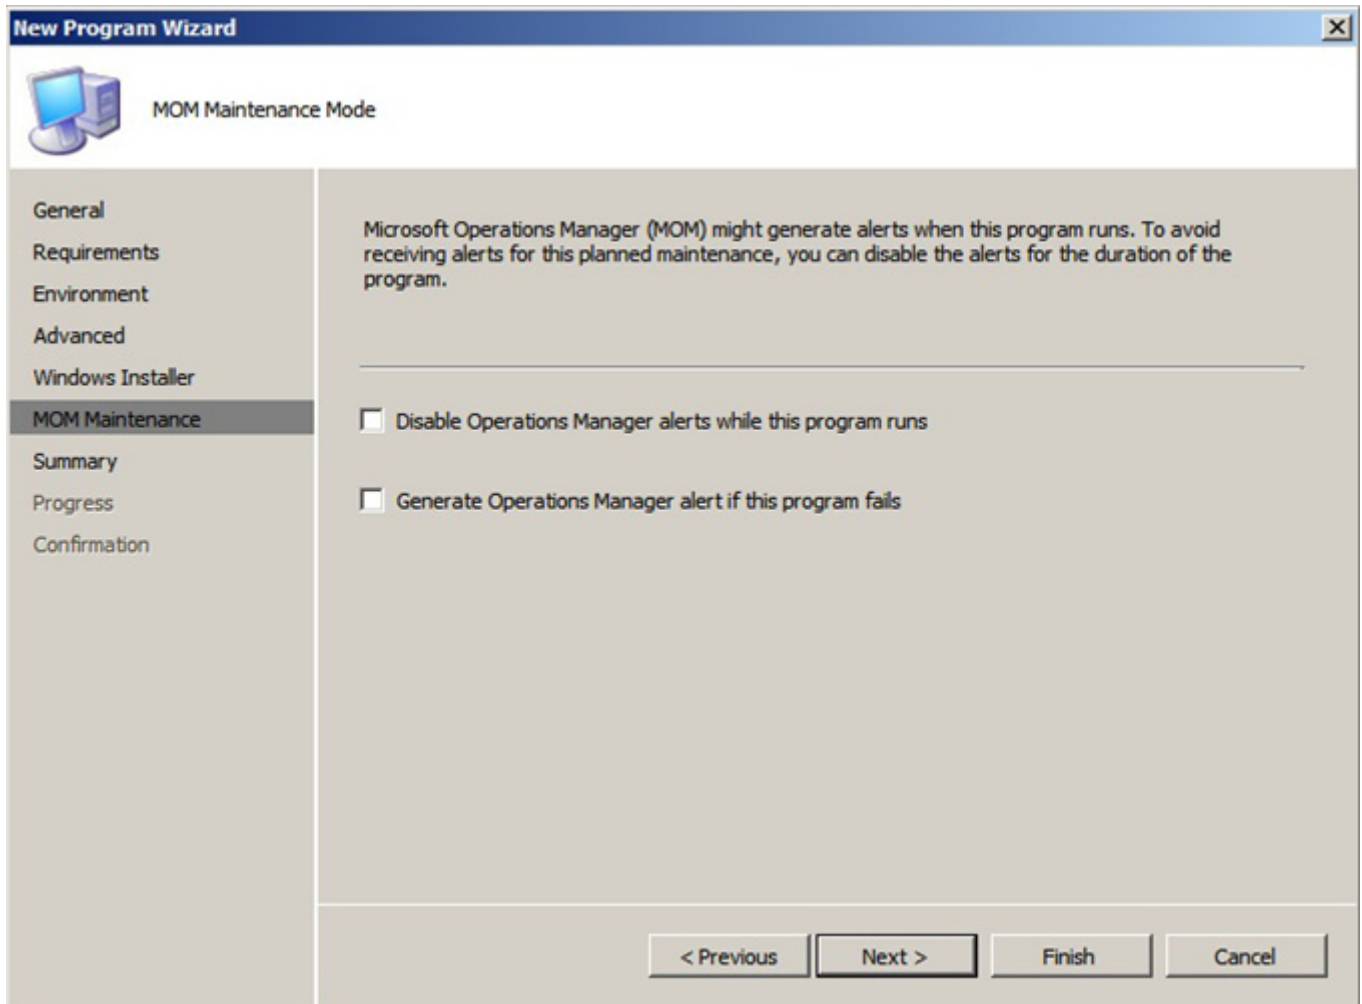 New Program Wizard
MOM Maintenance Mode
General
Requirements
Environment
Advanced
Windows Installer
MOM Maintenance
Summary
Progress
Confirmation
Microsoft Operations Manager (MOM) might generate alerts when this program runs. To avoid
receiving alerts for this planned maintenance, you can disable the alerts for the duration of the
program.
Disable Operations Manager alerts while this program runs
Generate Operations Manager alert if this program fails
< Previous
Next >
Finish
Cancel